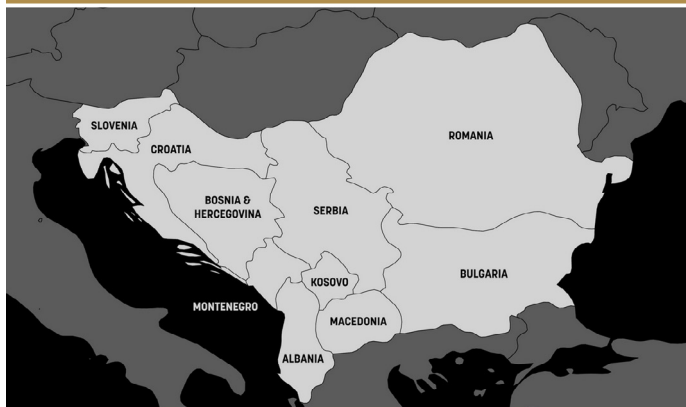 SLOVENIA
CROATIA
ROMANIA
BOSNIA &
HERCEGOVINA
SERBIA
KOSOVO
BULGARIA
MONTENEGRO
MACEDONIA
ALBANIA